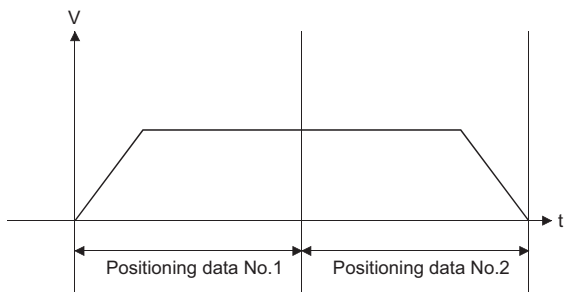 V
t
Positioning data No.1
Positioning data No.2